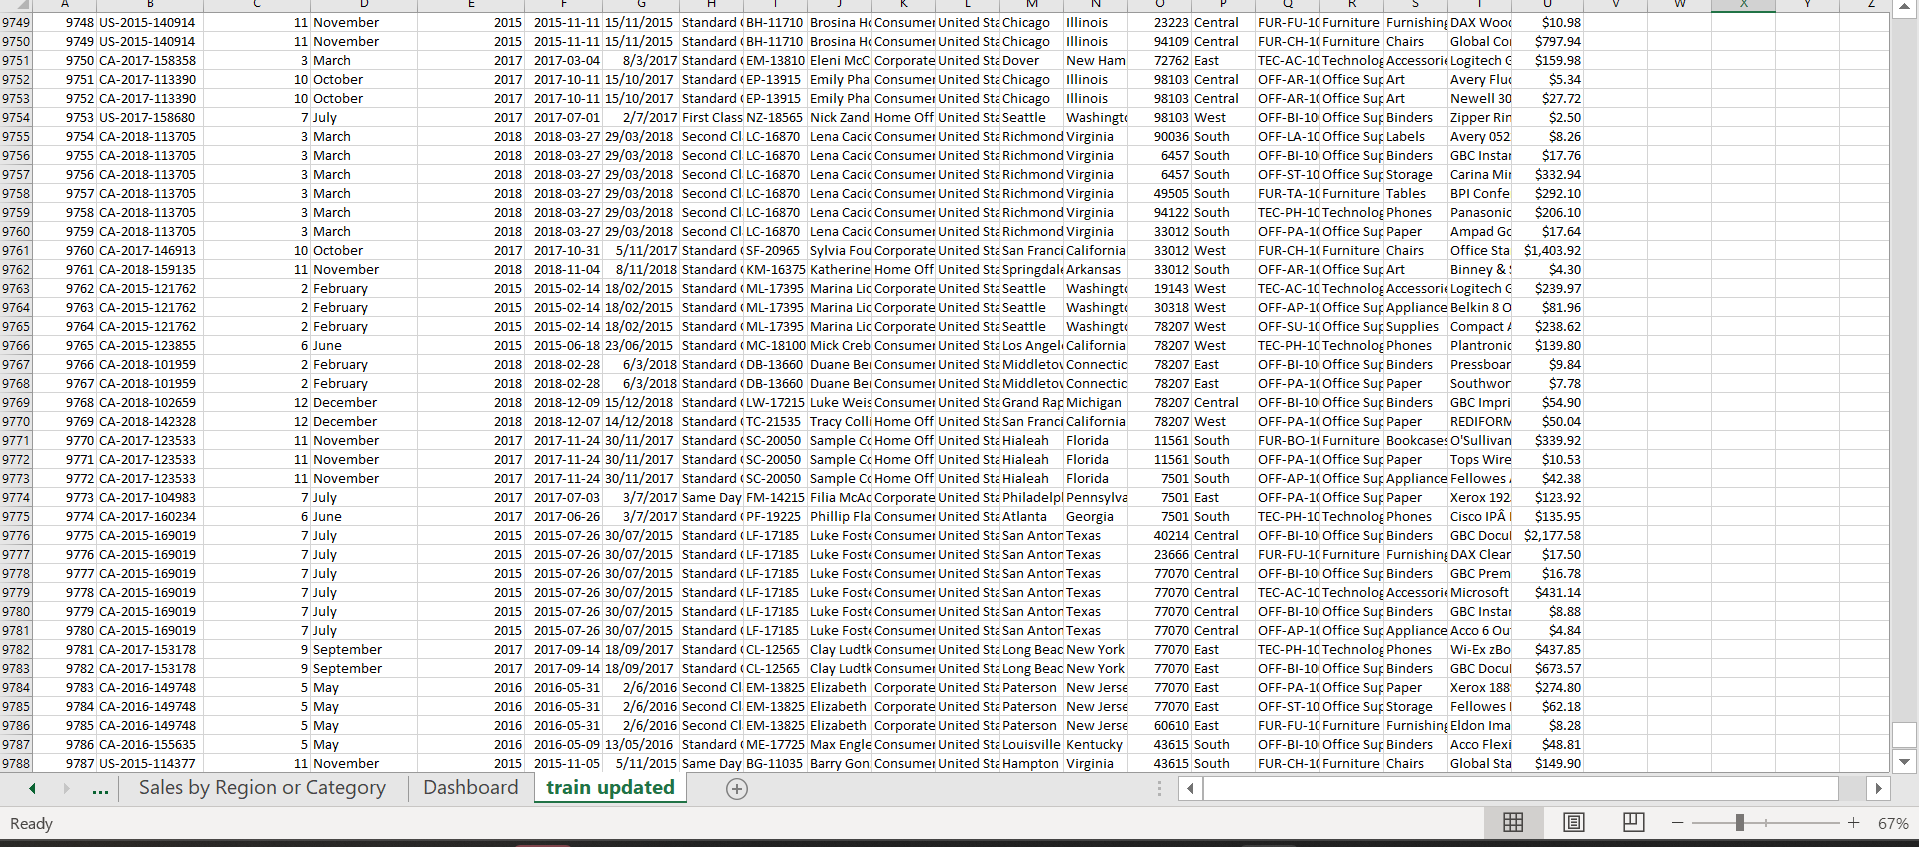 A B C D E F G H I J K L M N O P Q R S T U V W X Y Z
9749 9748 US-2015-140914 11 November 2015 2015-11-11 15/11/2015 Standard BH-11710 Brosina Ho Consumer United Sta Chicago Illinois 23223 Central FUR-FU-10 Furniture Furnishing DAX Wood $10.98
9750 9749 US-2015-140914 11 November 2015 2015-11-11 15/11/2015 Standard BH-11710 Brosina Ho Consumer United Sta Chicago Illinois 94109 Central FUR-CH-10 Furniture Chairs Global Co $797.94
9751 9750 CA-2017-158358 3 March 2017 2017-03-04 8/3/2017 Standard EM-13810 Eleni McC Corporate United Sta Dover New Ham 72762 East TEC-AC-10 Technolog Accessorie Logitech G $159.98
9752 9751 CA-2017-113390 10 October 2017 2017-10-11 15/10/2017 Standard EP-13915 Emily Pha Consumer United Sta Chicago Illinois 98103 Central OFF-AR-10 Office Sup Art Avery Fluo $5.34
9753 9752 CA-2017-113390 10 October 2017 2017-10-11 15/10/2017 Standard EP-13915 Emily Pha Consumer United Sta Chicago Illinois 98103 Central OFF-AR-10 Office Sup Art Newell 30 $27.72
9754 9753 US-2017-158680 7 July 2017 2017-07-01 2/7/2017 First Class NZ-18565 Nick Zand Home Off United Sta Seattle Washingto 98103 West OFF-BI-10 Office Sup Binders Zipper Rin $2.50
9755 9754 CA-2018-113705 3 March 2018 2018-03-27 29/03/2018 Second Cl LC-16870 Lena Cacio Consumer United Sta Richmond Virginia 90036 South OFF-LA-10 Office Sup Labels Avery 052 $8.26
9756 9755 CA-2018-113705 3 March 2018 2018-03-27 29/03/2018 Second Cl LC-16870 Lena Cacio Consumer United Sta Richmond Virginia 6457 South OFF-BI-10 Office Sup Binders GBC Instan $17.76
9757 9756 CA-2018-113705 3 March 2018 2018-03-27 29/03/2018 Second Cl LC-16870 Lena Cacio Consumer United Sta Richmond Virginia 6457 South OFF-ST-10 Office Sup Storage Carina Min $332.94
9758 9757 CA-2018-113705 3 March 2018 2018-03-27 29/03/2018 Second Cl LC-16870 Lena Cacio Consumer United Sta Richmond Virginia 49505 South FUR-TA-10 Furniture Tables BPI Confe $292.10
9759 9758 CA-2018-113705 3 March 2018 2018-03-27 29/03/2018 Second Cl LC-16870 Lena Cacio Consumer United Sta Richmond Virginia 94122 South TEC-PH-10 Technolog Phones Panasonic $206.10
9760 9759 CA-2018-113705 3 March 2018 2018-03-27 29/03/2018 Second Cl LC-16870 Lena Cacio Consumer United Sta Richmond Virginia 33012 South OFF-PA-10 Office Sup Paper Ampad Go $17.64
9761 9760 CA-2017-146913 10 October 2017 2017-10-31 5/11/2017 Standard SF-20965 Sylvia Fou Corporate United Sta San Franci California 33012 West FUR-CH-10 Furniture Chairs Office Sta $1,403.92
9762 9761 CA-2018-159135 11 November 2018 2018-11-04 8/11/2018 Standard KM-16375 Katherine Home Off United Sta Springdale Arkansas 33012 South OFF-AR-10 Office Sup Art Binney & S $4.30
9763 9762 CA-2015-121762 2 February 2015 2015-02-14 18/02/2015 Standard ML-17395 Marina Lic Corporate United Sta Seattle Washingto 19143 West TEC-AC-10 Technolog Accessorie Logitech G $239.97
9764 9763 CA-2015-121762 2 February 2015 2015-02-14 18/02/2015 Standard ML-17395 Marina Lic Corporate United Sta Seattle Washingto 30318 West OFF-AP-10 Office Sup Appliance Belkin 8 O $81.96
9765 9764 CA-2015-121762 2 February 2015 2015-02-14 18/02/2015 Standard ML-17395 Marina Lic Corporate United Sta Seattle Washingto 78207 West OFF-SU-10 Office Sup Supplies Compact A $238.62
9766 9765 CA-2015-123855 6 June 2015 2015-06-18 23/06/2015 Standard MC-18100 Mick Creb Consumer United Sta Los Angel California 78207 West TEC-PH-10 Technolog Phones Plantronic $139.80
9767 9766 CA-2018-101959 2 February 2018 2018-02-28 6/3/2018 Standard DB-13660 Duane Be Consumer United Sta Middletow Connectic 78207 East OFF-BI-10 Office Sup Binders Pressboar $9.84
9768 9767 CA-2018-101959 2 February 2018 2018-02-28 6/3/2018 Standard DB-13660 Duane Be Consumer United Sta Middletow Connectic 78207 East OFF-PA-10 Office Sup Paper Southwor $7.78
9769 9768 CA-2018-102659 12 December 2018 2018-12-09 15/12/2018 Standard LW-17215 Luke Weis Consumer United Sta Grand Rap Michigan 78207 Central OFF-BI-10 Office Sup Binders GBC Impri $54.90
9770 9769 CA-2018-142328 12 December 2018 2018-12-07 14/12/2018 Standard TC-21535 Tracy Colli Home Off United Sta San Franci California 78207 West OFF-PA-10 Office Sup Paper REDIFORM $50.04
9771 9770 CA-2017-123533 11 November 2017 2017-11-24 30/11/2017 Standard SC-20050 Sample Co Home Off United Sta Hialeah Florida 11561 South FUR-BO-10 Furniture Bookcases O'Sullivan $339.92
9772 9771 CA-2017-123533 11 November 2017 2017-11-24 30/11/2017 Standard SC-20050 Sample Co Home Off United Sta Hialeah Florida 11561 South OFF-PA-10 Office Sup Paper Tops Wire $10.53
9773 9772 CA-2017-123533 11 November 2017 2017-11-24 30/11/2017 Standard SC-20050 Sample Co Home Off United Sta Hialeah Florida 7501 South OFF-AP-10 Office Sup Appliance Fellowes $42.38
9774 9773 CA-2017-104983 7 July 2017 2017-07-03 3/7/2017 Same Day FM-14215 Filia McAd Corporate United Sta Philadelpl Pennsylva 7501 East OFF-PA-10 Office Sup Paper Xerox 192 $123.92
9775 9774 CA-2017-160234 6 June 2017 2017-06-26 3/7/2017 Standard PF-19225 Phillip Fla Consumer United Sta Atlanta Georgia 7501 South TEC-PH-10 Technolog Phones Cisco IPÂ $135.95
9776 9775 CA-2015-169019 7 July 2015 2015-07-26 30/07/2015 Standard LF-17185 Luke Foste Consumer United Sta San Anton Texas 40214 Central OFF-BI-10 Office Sup Binders GBC Docu $2,177.58
9777 9776 CA-2015-169019 7 July 2015 2015-07-26 30/07/2015 Standard LF-17185 Luke Foste Consumer United Sta San Anton Texas 23666 Central FUR-FU-10 Furniture Furnishing DAX Clear $17.50
9778 9777 CA-2015-169019 7 July 2015 2015-07-26 30/07/2015 Standard LF-17185 Luke Foste Consumer United Sta San Anton Texas 77070 Central OFF-BI-10 Office Sup Binders GBC Prem $16.78
9779 9778 CA-2015-169019 7 July 2015 2015-07-26 30/07/2015 Standard LF-17185 Luke Foste Consumer United Sta San Anton Texas 77070 Central TEC-AC-10 Technolog Accessorie Microsoft $431.14
9780 9779 CA-2015-169019 7 July 2015 2015-07-26 30/07/2015 Standard LF-17185 Luke Foste Consumer United Sta San Anton Texas 77070 Central OFF-BI-10 Office Sup Binders GBC Instan $8.88
9781 9780 CA-2015-169019 7 July 2015 2015-07-26 30/07/2015 Standard LF-17185 Luke Foste Consumer United Sta San Anton Texas 77070 Central OFF-AP-10 Office Sup Appliance Acco 6 Ou $4.84
9782 9781 CA-2017-153178 9 September 2017 2017-09-14 18/09/2017 Standard CL-12565 Clay Ludtk Consumer United Sta Long Beac New York 77070 East TEC-PH-10 Technolog Phones Wi-Ex zBo $437.85
9783 9782 CA-2017-153178 9 September 2017 2017-09-14 18/09/2017 Standard CL-12565 Clay Ludtk Consumer United Sta Long Beac New York 77070 East OFF-BI-10 Office Sup Binders GBC Docu $673.57
9784 9783 CA-2016-149748 5 May 2016 2016-05-31 2/6/2016 Second Cl EM-13825 Elizabeth Corporate United Sta Paterson New Jerse 77070 East OFF-PA-10 Office Sup Paper Xerox 188 $274.80
9785 9784 CA-2016-149748 5 May 2016 2016-05-31 2/6/2016 Second Cl EM-13825 Elizabeth Corporate United Sta Paterson New Jerse 77070 East OFF-ST-10 Office Sup Storage Fellowes $62.18
9786 9785 CA-2016-149748 5 May 2016 2016-05-31 2/6/2016 Second Cl EM-13825 Elizabeth Corporate United Sta Paterson New Jerse 60610 East FUR-FU-10 Furniture Furnishing Eldon Ima $8.28
9787 9786 CA-2016-155635 5 May 2016 2016-05-09 13/05/2016 Standard ME-17725 Max Engle Consumer United Sta Louisville Kentucky 43615 South OFF-BI-10 Office Sup Binders Acco Flexi $48.81
9788 9787 US-2015-114377 11 November 2015 2015-11-05 5/11/2015 Same Day BG-11035 Barry Gon Consumer United Sta Hampton Virginia 43615 South FUR-CH-10 Furniture Chairs Global Sta $149.90
... Sales by Region or Category Dashboard train updated
Ready 67%